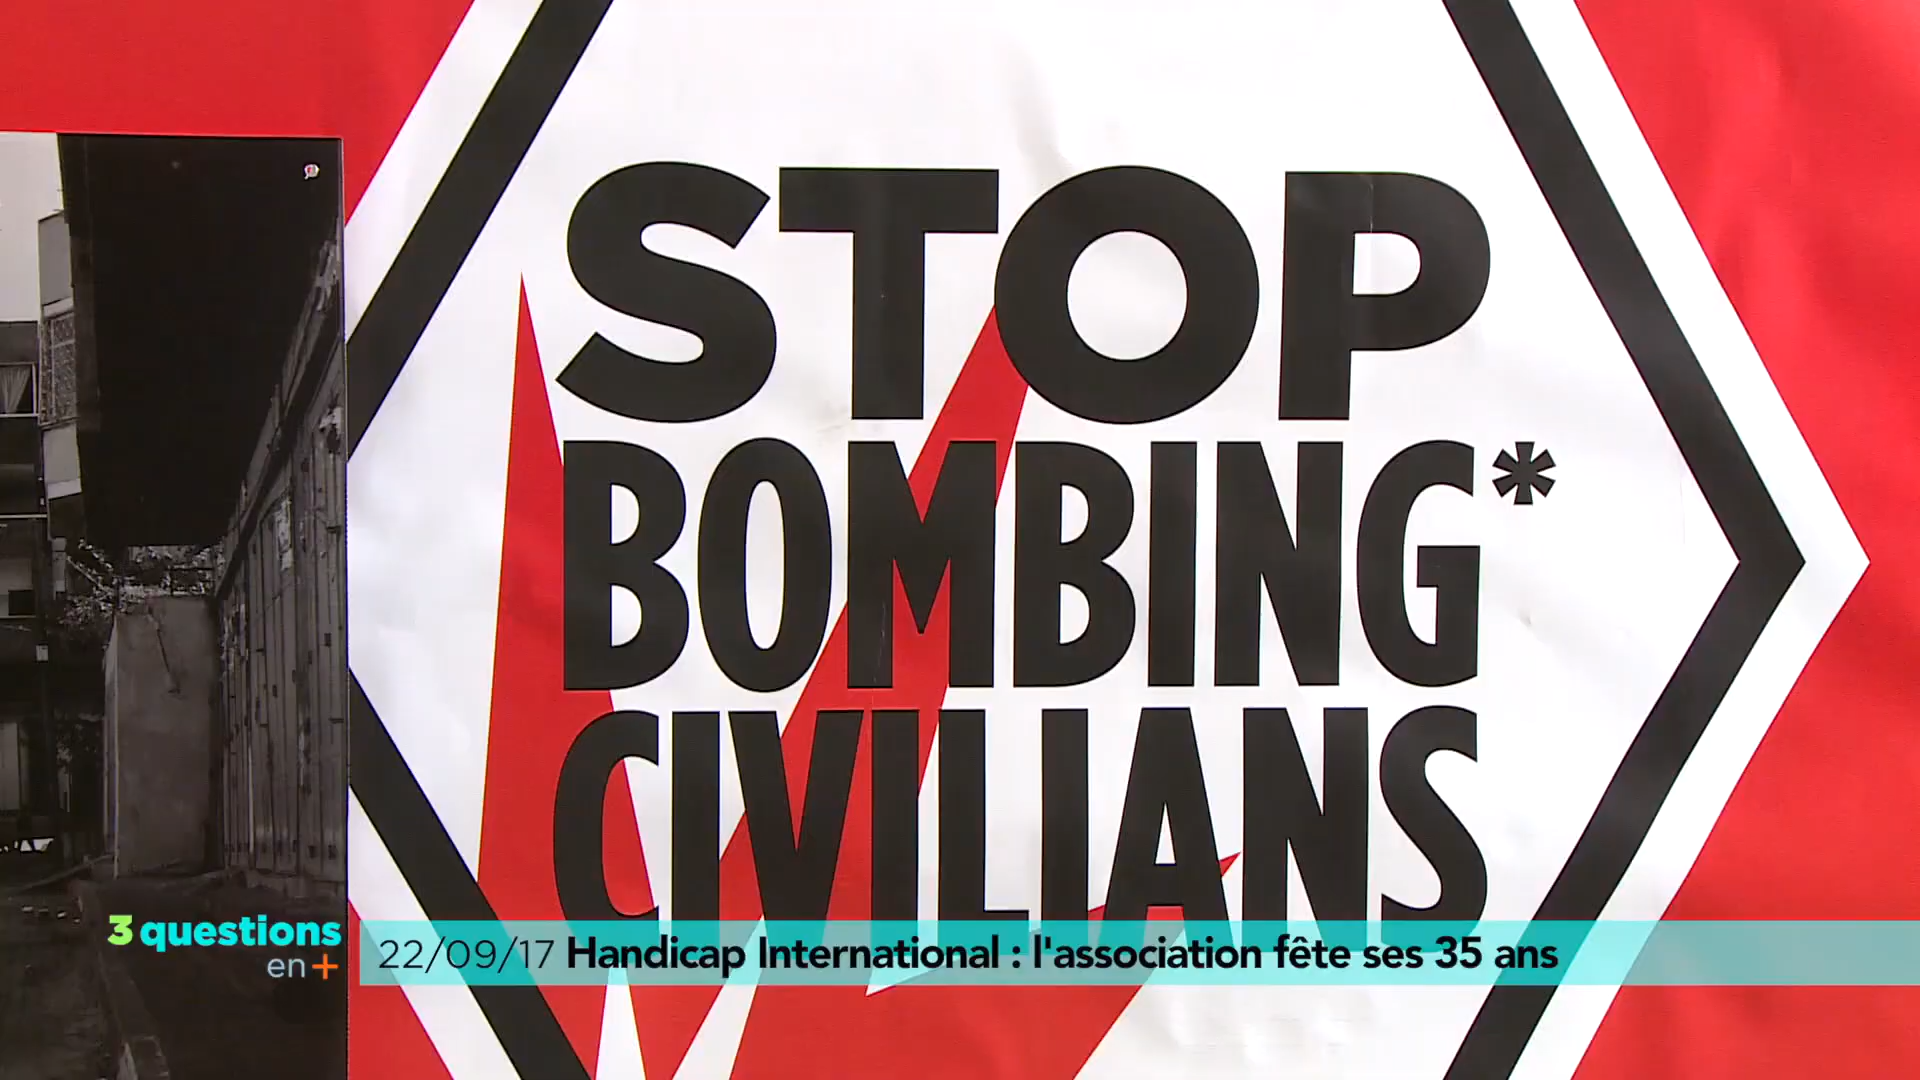 STOP
BOMBING*
CIVILIANS
3 questions
en +
22/09/17 Handicap International : l'association fête ses 35 ans